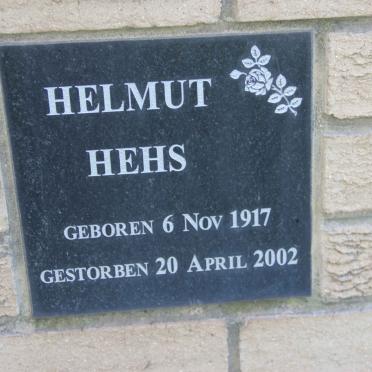 HELMUT
HEHS
GEBOREN 6 NOV 1917
GESTORBEN 20 APRIL 2002